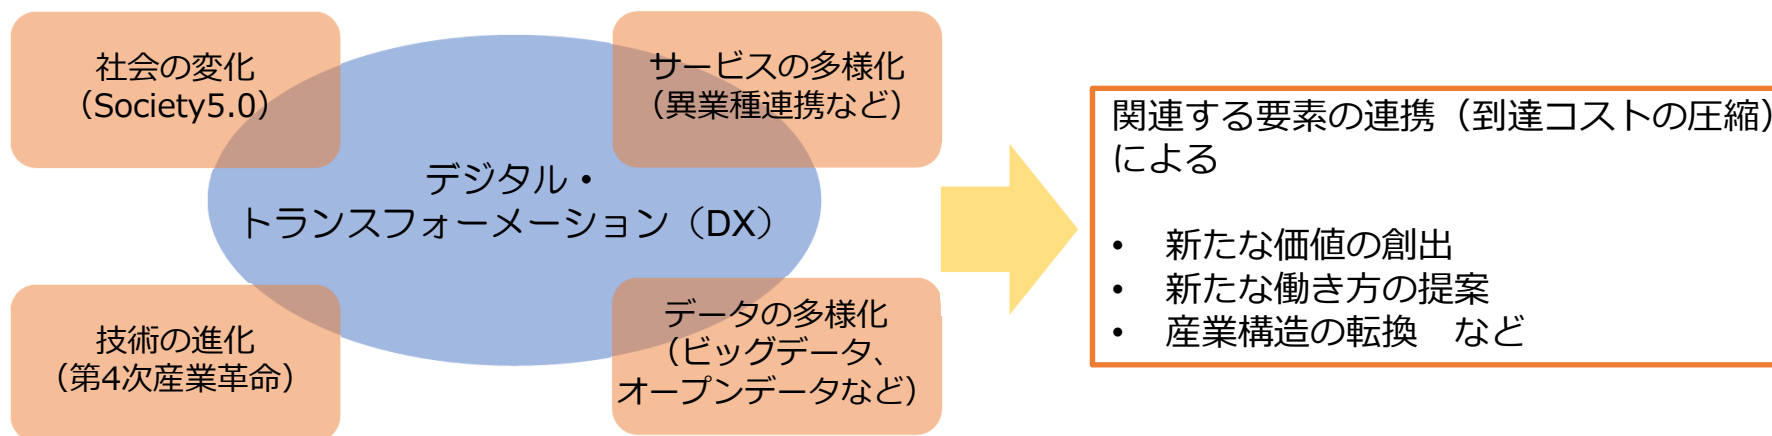 社会の変化
（Society5.0）
サービスの多様化
（異業種連携など）
デジタル・
トランスフォーメーション（DX）
技術の進化
（第4次産業革命）
データの多様化
（ビッグデータ、
オープンデータなど）
関連する要素の連携（到達コストの圧縮）
による
• 新たな価値の創出
• 新たな働き方の提案
• 産業構造の転換　など